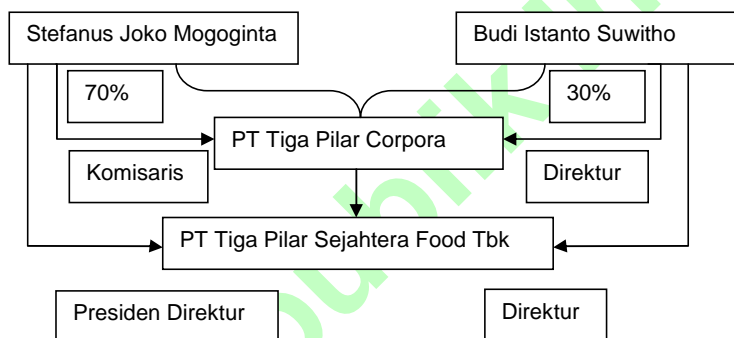 Stefanus Joko Mogoginta
Budi Istanto Suwitho
70%
30%
PT Tiga Pilar Corpora
Komisaris
Direktur
PT Tiga Pilar Sejahtera Food Tbk
Presiden Direktur
Direktur